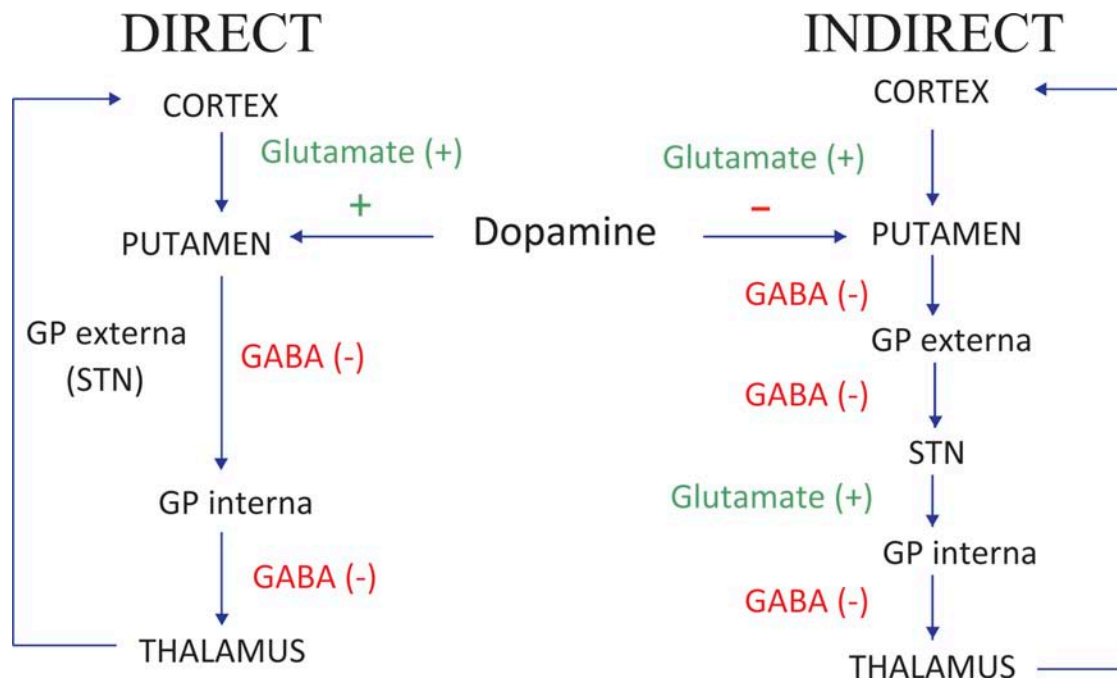 DIRECT
CORTEX
Glutamate (+)
+
PUTAMEN
GP externa
(STN)
GABA (-)
GP interna
GABA (-)
THALAMUS
Dopamine
INDIRECT
CORTEX
Glutamate (+)
–
PUTAMEN
GABA (-)
GP externa
GABA (-)
STN
Glutamate (+)
GP interna
GABA (-)
THALAMUS